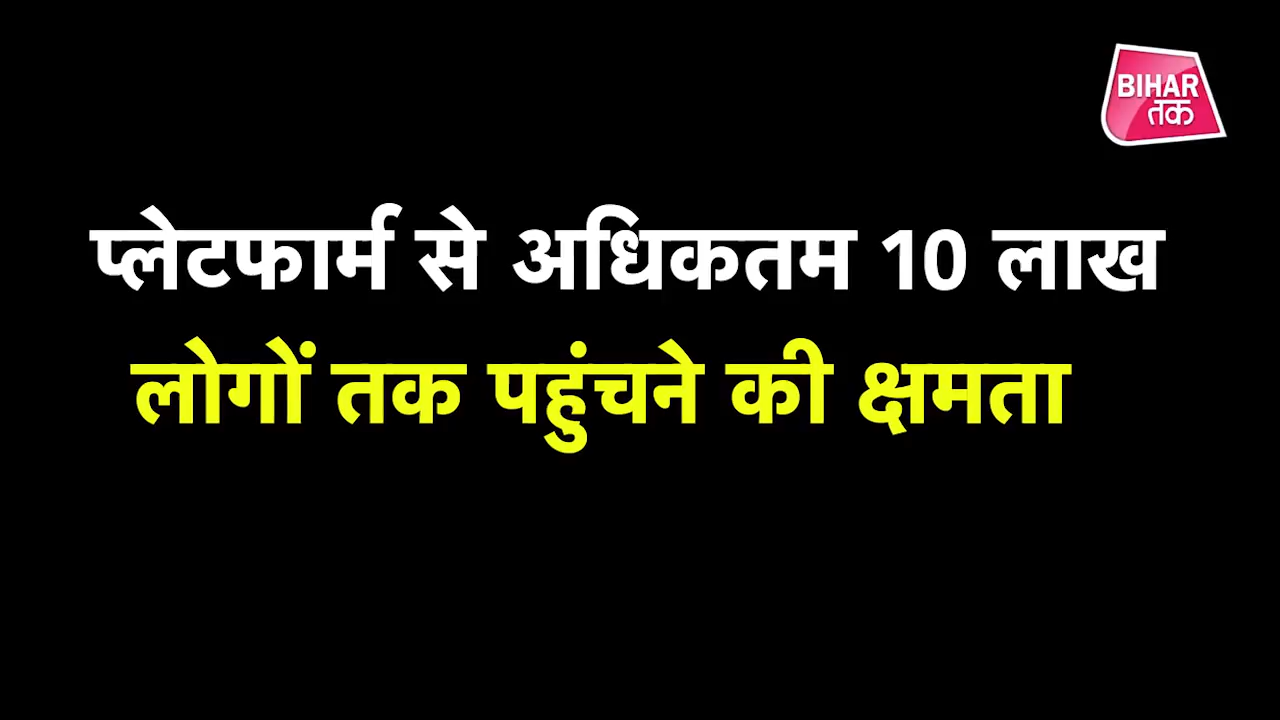 BIHAR
तक
प्लेटफार्म से अधिकतम 10 लाख
लोगों तक पहुंचने की क्षमता